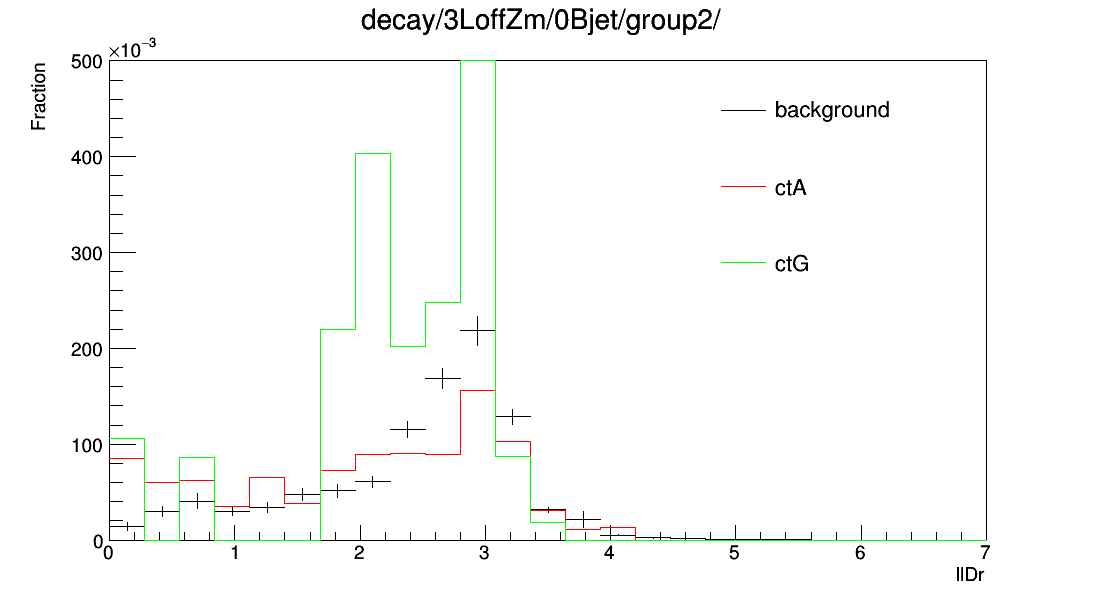 decay/3LoffZm/0Bjet/group2/
×10⁻³
Fraction
500
400
300
200
100
0
background
ctA
ctG
0 1 2 3 4 5 6 7
llDr